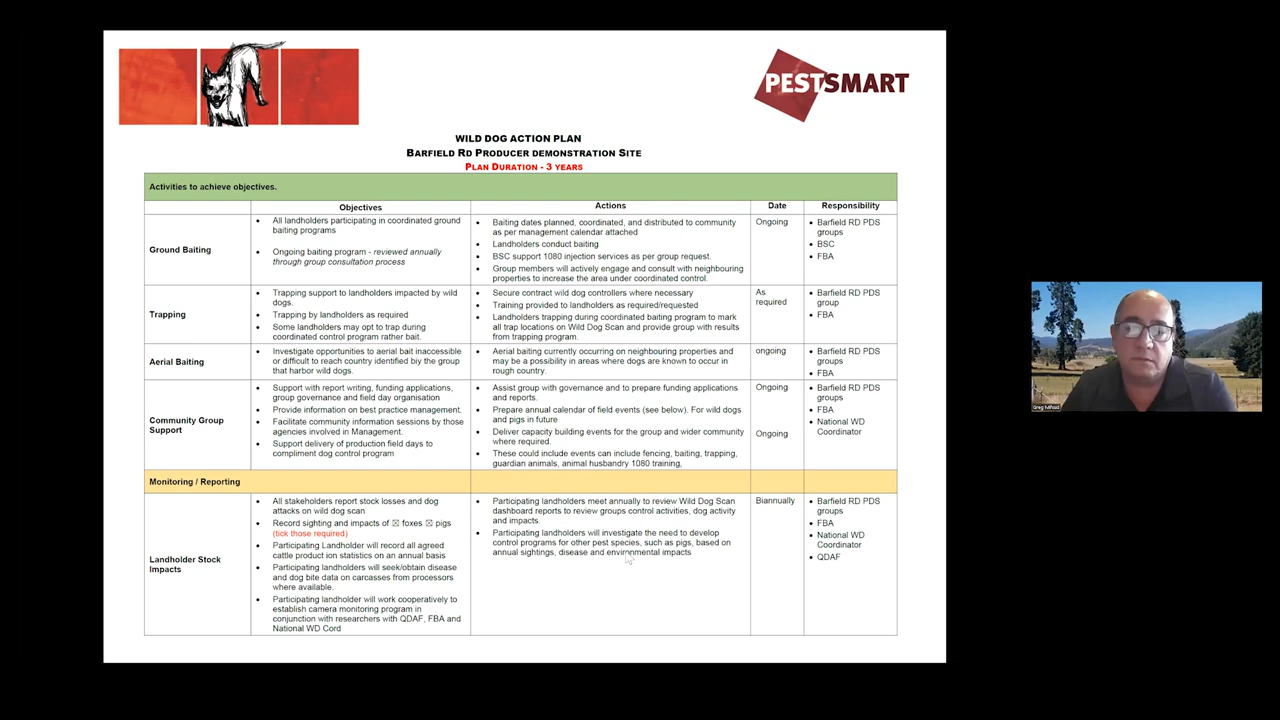 PESTSMART
WILD DOG ACTION PLAN
BARFIELD RD PRODUCER DEMONSTRATION SITE
PLAN DURATION - 3 YEARS
Activities to achieve objectives.
Objectives
Actions
Date
Responsibility
Ground Baiting
• All landholders participating in coordinated ground
baiting programs
• Ongoing baiting program - reviewed annually
through group consultation process
• Baiting dates planned, coordinated, and distributed to community
as per management calendar attached
• Landholders conduct baiting
• BSC support 1080 injection services as per group request.
• Group members will actively engage and consult with neighbouring
properties to increase the area under coordinated control.
Ongoing
• Barfield RD PDS
groups
• BSC
• FBA
Trapping
• Trapping support to landholders impacted by wild
dogs.
• Trapping by landholders as required
• Some landholders may opt to trap during
coordinated control program rather bait.
• Secure contract wild dog controllers where necessary
• Training provided to landholders as required/requested
• Landholders trapping during coordinated baiting program to mark
all trap locations on Wild Dog Scan and provide group with results
from trapping program.
As
required
• Barfield RD PDS
group
• FBA
Aerial Baiting
• Investigate opportunities to aerial bait inaccessible
or difficult to reach country identified by the group
that harbor wild dogs.
• Aerial baiting currently occurring on neighbouring properties and
may be a possibility in areas where dogs are known to occur in
rough country.
ongoing
• Barfield RD PDS
groups
• FBA
Community Group
Support
• Support with report writing, funding applications,
group governance and field day organisation
• Provide information on best practice management.
• Facilitate community information sessions by those
agencies involved in Management.
• Support delivery of production field days to
compliment dog control program
• Assist group with governance and to prepare funding applications
and reports.
• Prepare annual calendar of field events (see below). For wild dogs
and pigs in future
• Deliver capacity building events for the group and wider community
where required.
• These could include events can include fencing, baiting, trapping,
guardian animals, animal husbandry 1080 training,
Ongoing
Ongoing
• Barfield RD PDS
groups
• FBA
• National WD
Coordinator
Monitoring / Reporting
Landholder Stock
Impacts
• All stakeholders report stock losses and dog
attacks on wild dog scan
• Record sighting and impacts of ☒ foxes ☒ pigs
(tick those required)
• Participating Landholder will record all agreed
cattle product ion statistics on an annual basis
• Participating landholders will seek/obtain disease
and dog bite data on carcasses from processors
where available.
• Participating landholder will work cooperatively to
establish camera monitoring program in
conjunction with researchers with QDAF, FBA and
National WD Cord
• Participating landholders meet annually to review Wild Dog Scan
dashboard reports to review groups control activities, dog activity
and impacts.
• Participating landholders will investigate the need to develop
control programs for other pest species, such as pigs, based on
annual sightings, disease and environmental impacts
Biannually
• Barfield RD PDS
groups
• FBA
• National WD
Coordinator
• QDAF
Greg Mifsud